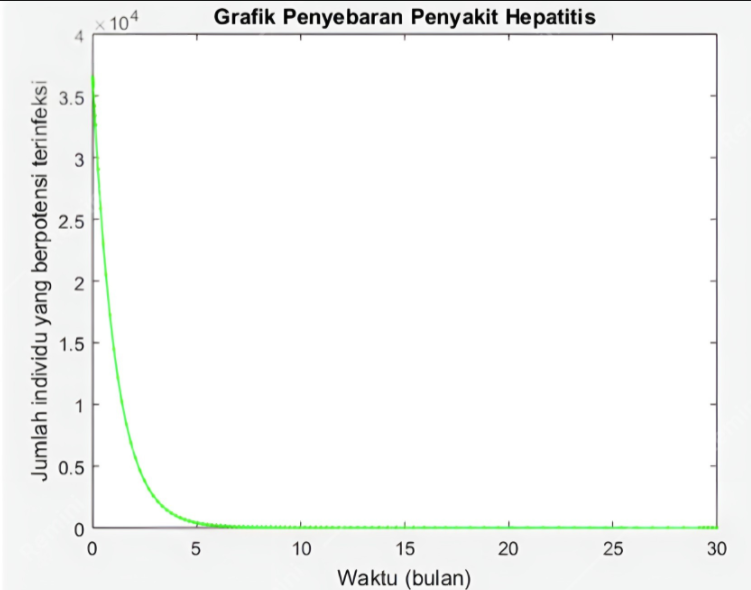 Grafik Penyebaran Penyakit Hepatitis
×10⁴
4
3.5
3
2.5
2
1.5
1
0.5
0
Jumlah individu yang berpotensi terinfeksi
0 5 10 15 20 25 30
Waktu (bulan)